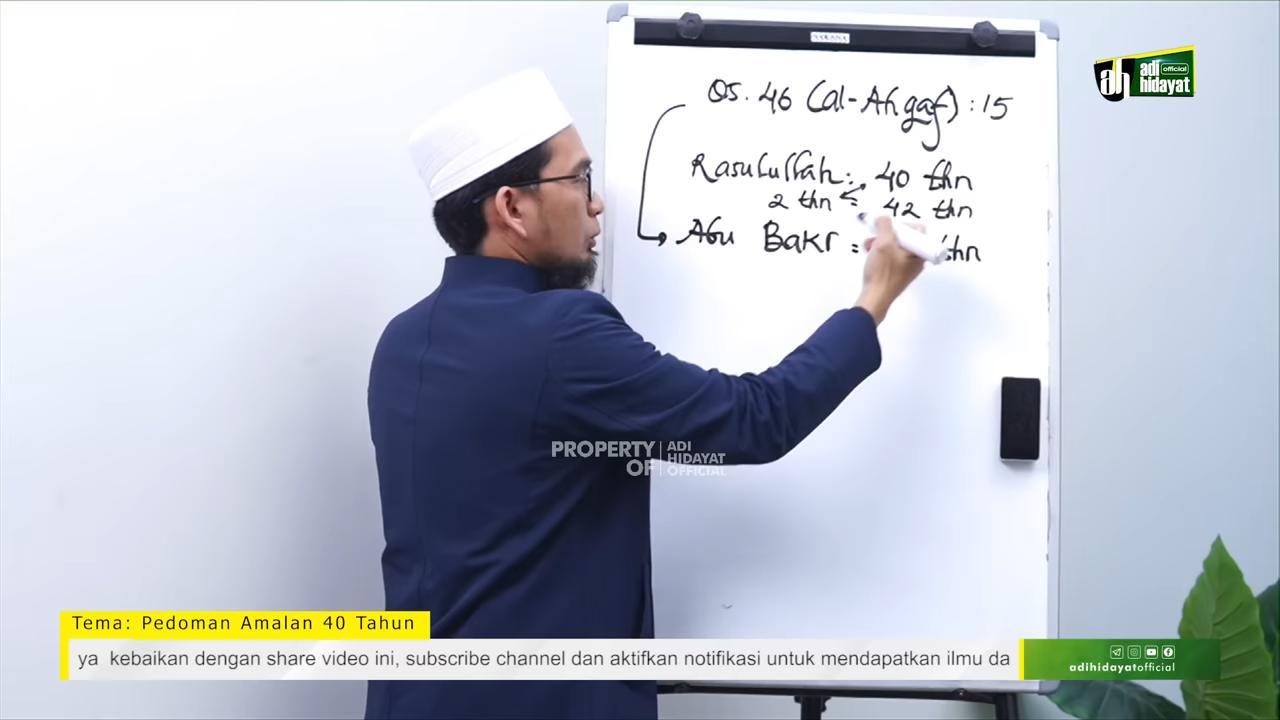 SAKANA
Qs. 46 (al-Ahqaf) : 15
Rasulullah : 40 thn
2 thn = 42 thn
Abu Bakr = thn
ah adi hidayat official
PROPERTY OF ADI HIDAYAT OFFICIAL
Tema: Pedoman Amalan 40 Tahun
ya kebaikan dengan share video ini, subscribe channel dan aktifkan notifikasi untuk mendapatkan ilmu da
adihidayatofficial